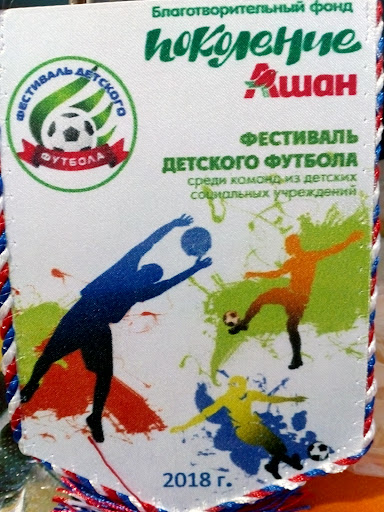 Благотворительный фонд
поколение
Ашан
ФЕСТИВАЛЬ ДЕТСКОГО
ФУТБОЛА
ФЕСТИВАЛЬ
ДЕТСКОГО ФУТБОЛА
среди команд из детских
социальных учреждений
2018 г.